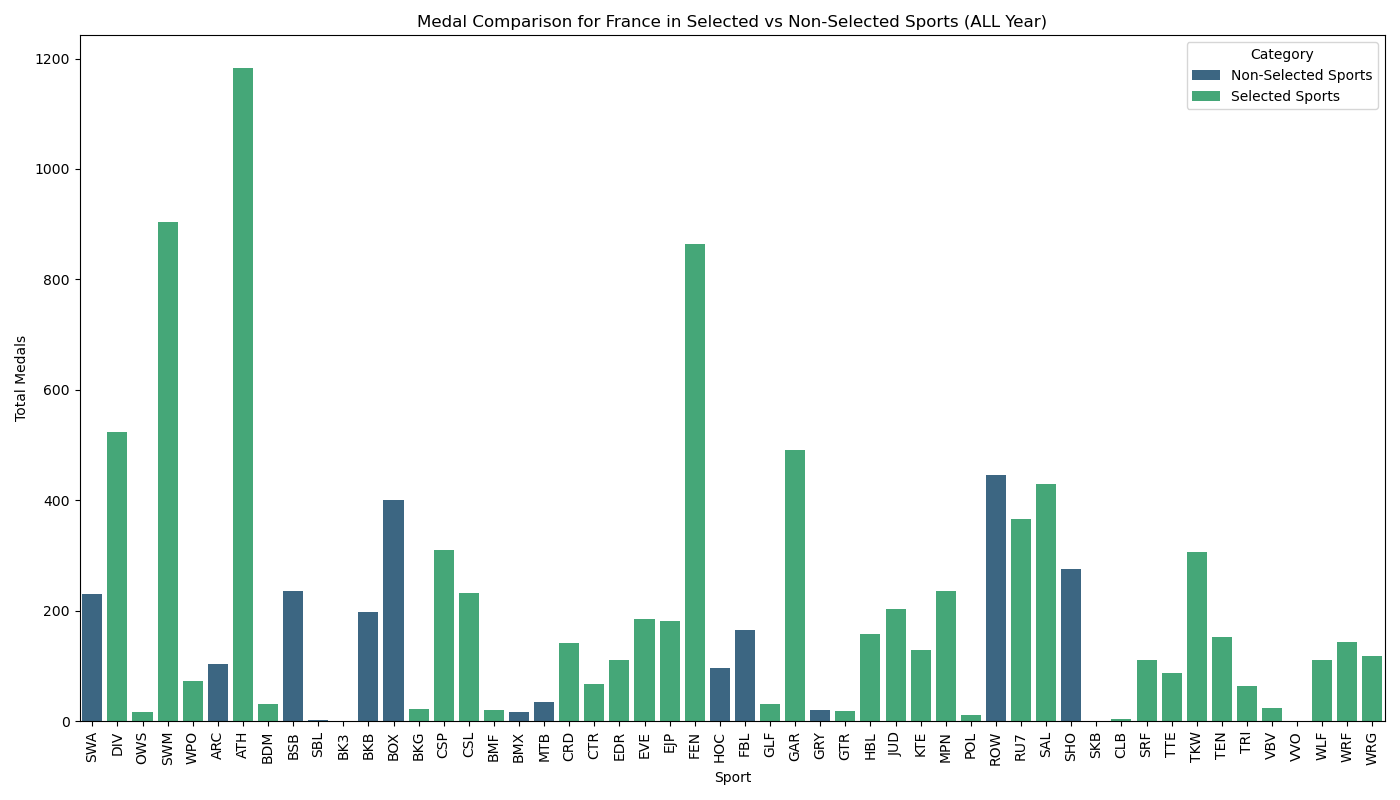 Medal Comparison for France in Selected vs Non-Selected Sports (ALL Year)
Category
Non-Selected Sports
Selected Sports
Total Medals
1200
1000
800
600
400
200
0
SWA
DIV
OWS
SWM
WPO
ARC
ATH
BDM
BSB
SBL
BK3
BKB
BOX
BKG
CSP
CSL
BMF
BMX
MTB
CRD
CTR
EDR
EVE
EJP
FEN
HOC
FBL
GLF
GAR
GRY
GTR
HBL
JUD
KTE
MPN
POL
ROW
RU7
SAL
SHO
SKB
CLB
SRF
TTE
TKW
TEN
TRI
VBV
VVO
WLF
WRF
WRG
Sport